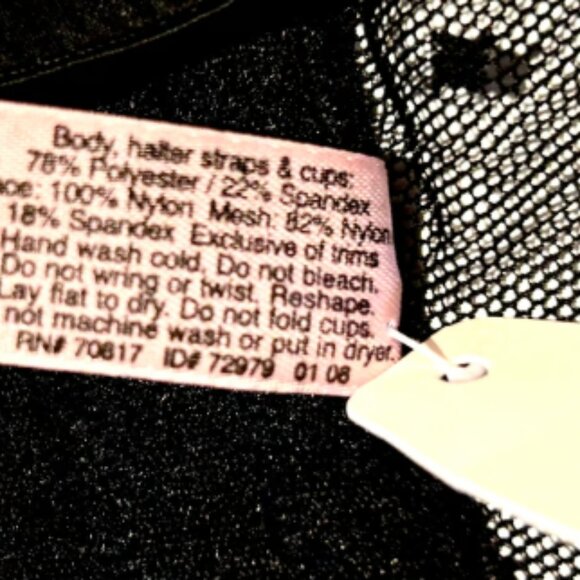 Body, halter straps & cups:
78% Polyester / 22% Spandex
ace: 100% Nylon Mesh: 82% Nylon
18% Spandex Exclusive of trims
Hand wash cold. Do not bleach.
Do not wring or twist. Reshape.
Lay flat to dry. Do not fold cups.
not machine wash or put in dryer.
RN# 70817 ID# 72979 01 08